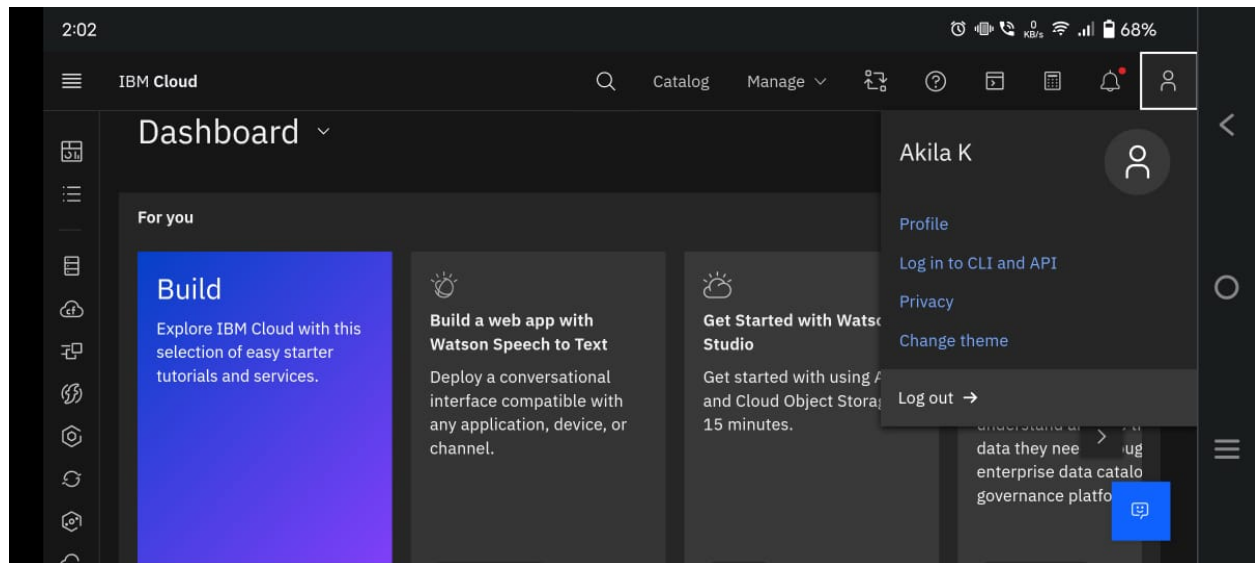 2:02
0 KB/s 68%
IBM Cloud
Catalog
Manage
Dashboard
Akila K
Profile
Log in to CLI and API
Privacy
Change theme
Log out →
For you
Build
Explore IBM Cloud with this
selection of easy starter
tutorials and services.
Build a web app with
Watson Speech to Text
Deploy a conversational
interface compatible with
any application, device, or
channel.
Get Started with Watso
Studio
Get started with using A
and Cloud Object Storag
15 minutes.
data they nee
enterprise data catalo
governance platfo